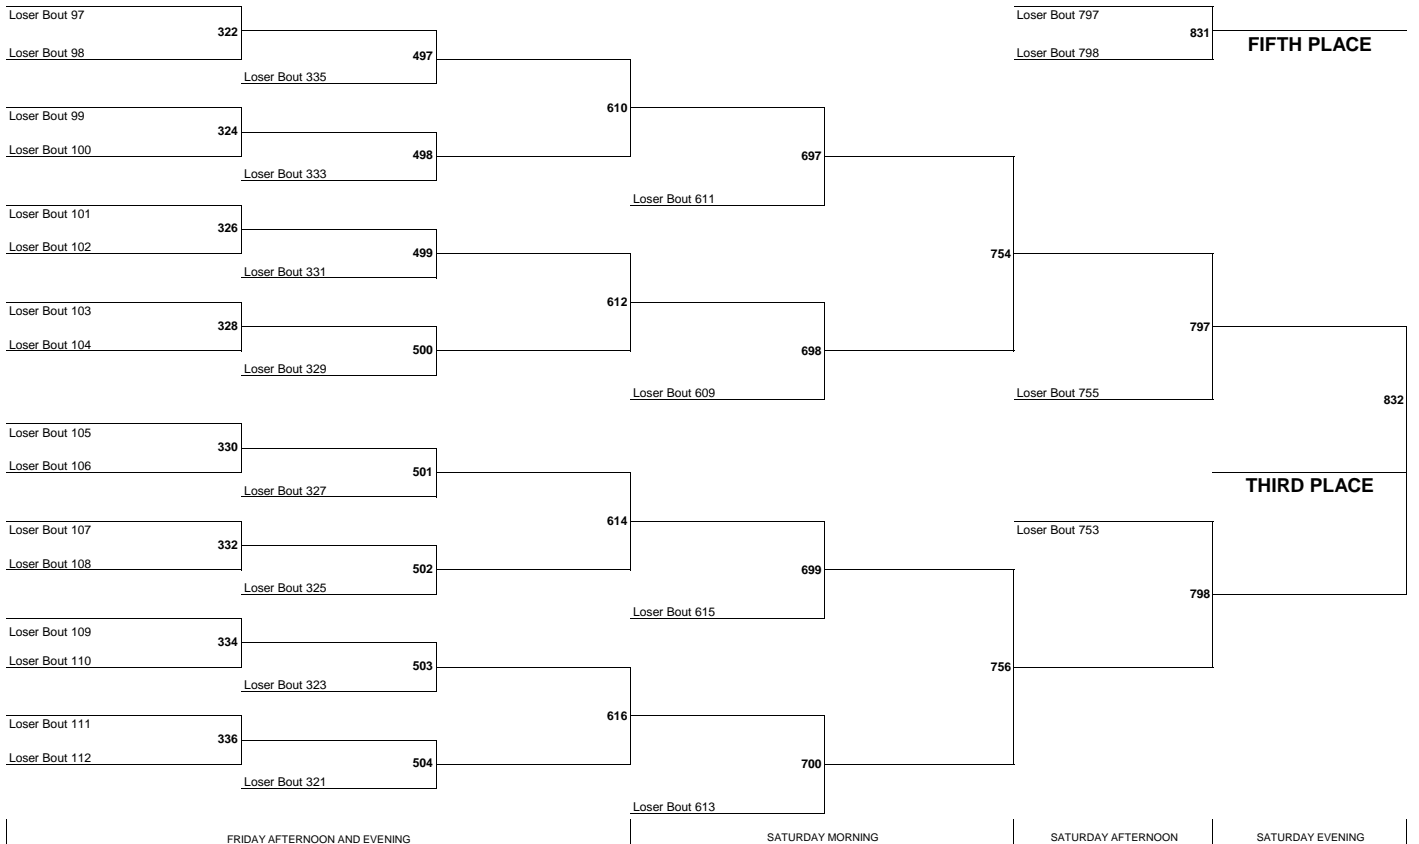 Loser Bout 97
322
Loser Bout 98
497
Loser Bout 335
610
Loser Bout 99
324
Loser Bout 100
498
Loser Bout 333
697
Loser Bout 611
Loser Bout 101
326
Loser Bout 102
499
Loser Bout 331
612
Loser Bout 103
328
Loser Bout 104
500
Loser Bout 329
698
Loser Bout 609
754
Loser Bout 105
330
Loser Bout 106
501
Loser Bout 327
614
Loser Bout 107
332
Loser Bout 108
502
Loser Bout 325
699
Loser Bout 615
Loser Bout 109
334
Loser Bout 110
503
Loser Bout 323
616
Loser Bout 111
336
Loser Bout 112
504
Loser Bout 321
700
Loser Bout 613
756
Loser Bout 797
831
Loser Bout 798
FIFTH PLACE
797
Loser Bout 755
832
THIRD PLACE
Loser Bout 753
798
FRIDAY AFTERNOON AND EVENING
SATURDAY MORNING
SATURDAY AFTERNOON
SATURDAY EVENING